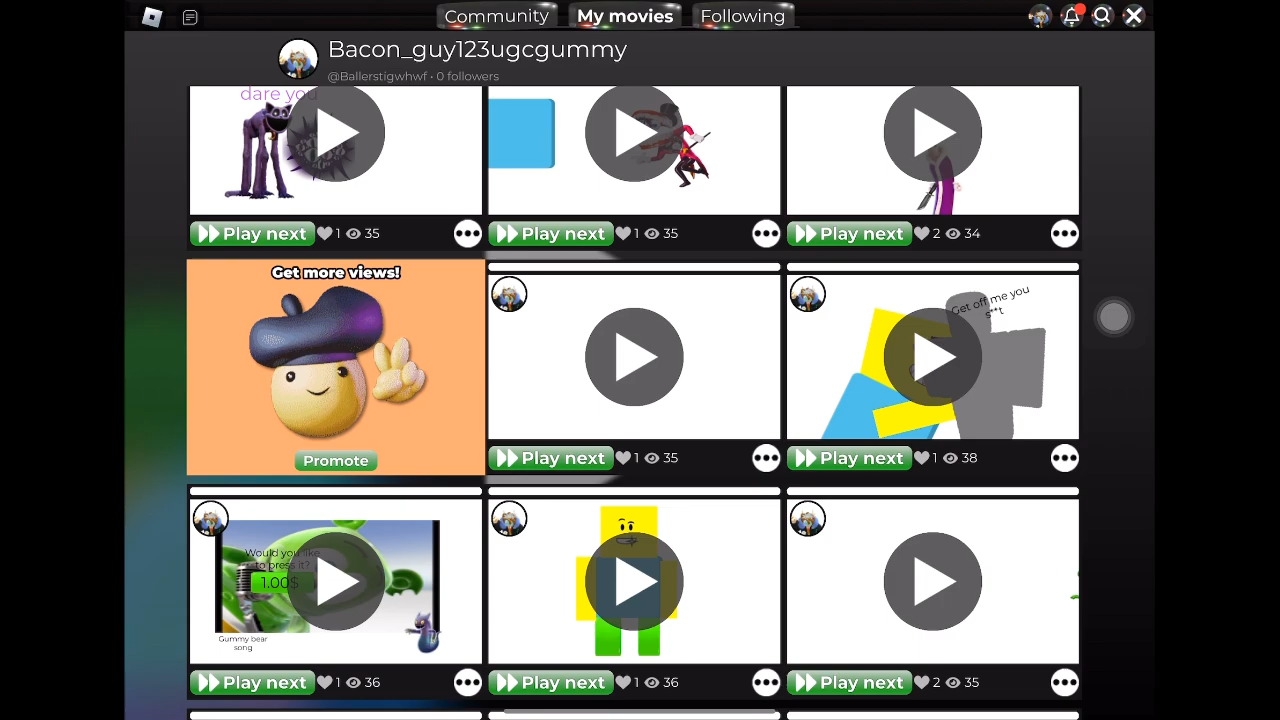 Community
My movies
Following
Bacon_guy123ugcgummy
@Ballerstigwhwf • 0 followers
dare you
Play next 1 35
Play next 1 35
Play next 2 34
Get more views!
Promote
Get off me you
s**t
Play next 1 35
Play next 1 38
Would you like
to press it?
1.00$
Gummy bear
song
Play next 1 36
Play next 1 36
Play next 2 35